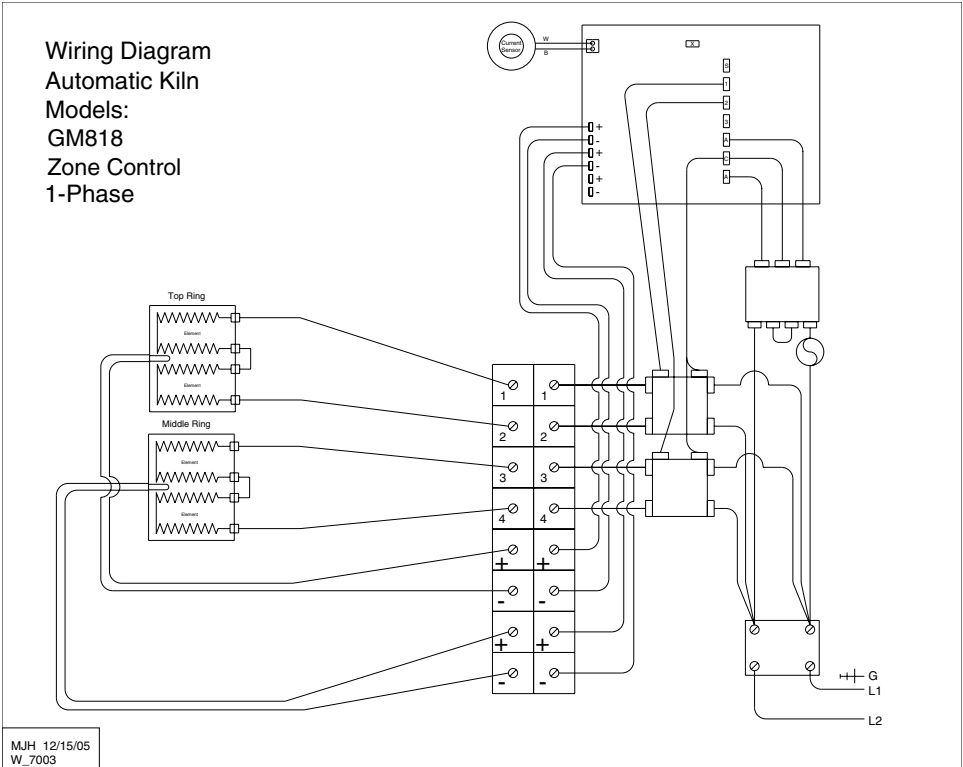 Wiring Diagram
Automatic Kiln
Models:
GM818
Zone Control
1-Phase
Current
Sensor
W
B
X
S
1
2
3
A
C
A
+
-
+
-
+
-
Top Ring
Element
Element
Middle Ring
Element
Element
1 1
2 2
3 3
4 4
+ +
- -
+ +
- -
G
L1
L2
MJH 12/15/05
W_7003